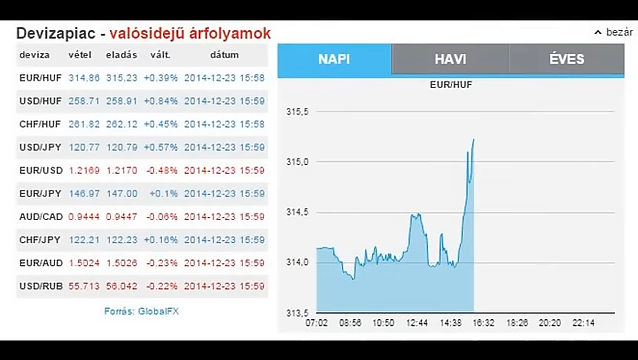 Devizapiac - valósidejű árfolyamok
bezár
deviza vétel eladás vált. dátum
EUR/HUF 314.86 315.23 +0.39% 2014-12-23 15:58
USD/HUF 258.71 258.91 +0.84% 2014-12-23 15:59
CHF/HUF 261.82 262.12 +0.45% 2014-12-23 15:58
USD/JPY 120.77 120.79 +0.57% 2014-12-23 15:59
EUR/USD 1.2169 1.2170 -0.48% 2014-12-23 15:59
EUR/JPY 146.97 147.00 +0.1% 2014-12-23 15:59
AUD/CAD 0.9444 0.9447 -0.06% 2014-12-23 15:59
CHF/JPY 122.21 122.23 +0.16% 2014-12-23 15:59
EUR/AUD 1.5024 1.5026 -0.23% 2014-12-23 15:59
USD/RUB 55.713 56.042 -0.22% 2014-12-23 15:59
Forrás: GlobalFX
NAPI HAVI ÉVES
EUR/HUF
315,5
315,0
314,5
314,0
313,5
07:02 08:56 10:50 12:44 14:38 16:32 18:26 20:20 22:14